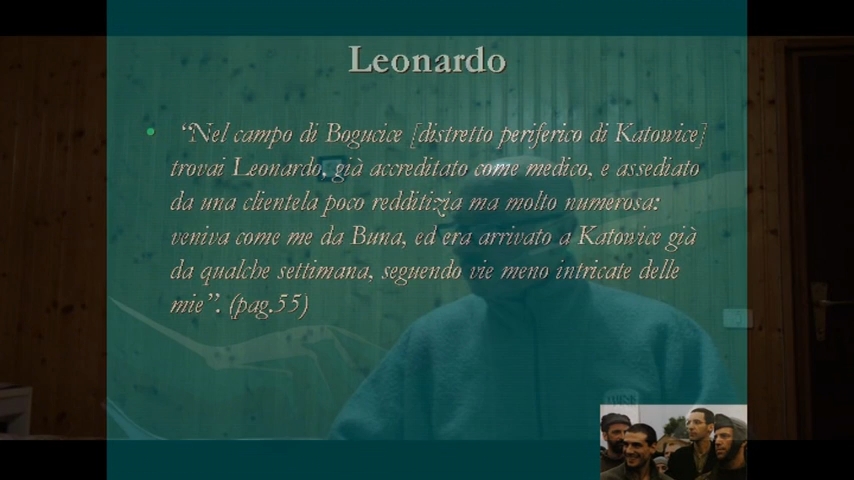 Leonardo
• “Nel campo di Bogucice [distretto periferico di Katowice]
trovai Leonardo, già accreditato come medico, e assediato
da una clientela poco redditizia ma molto numerosa:
veniva come me da Buna, ed era arrivato a Katowice già
da qualche settimana, seguendo vie meno intricate delle
mie”. (pag.55)